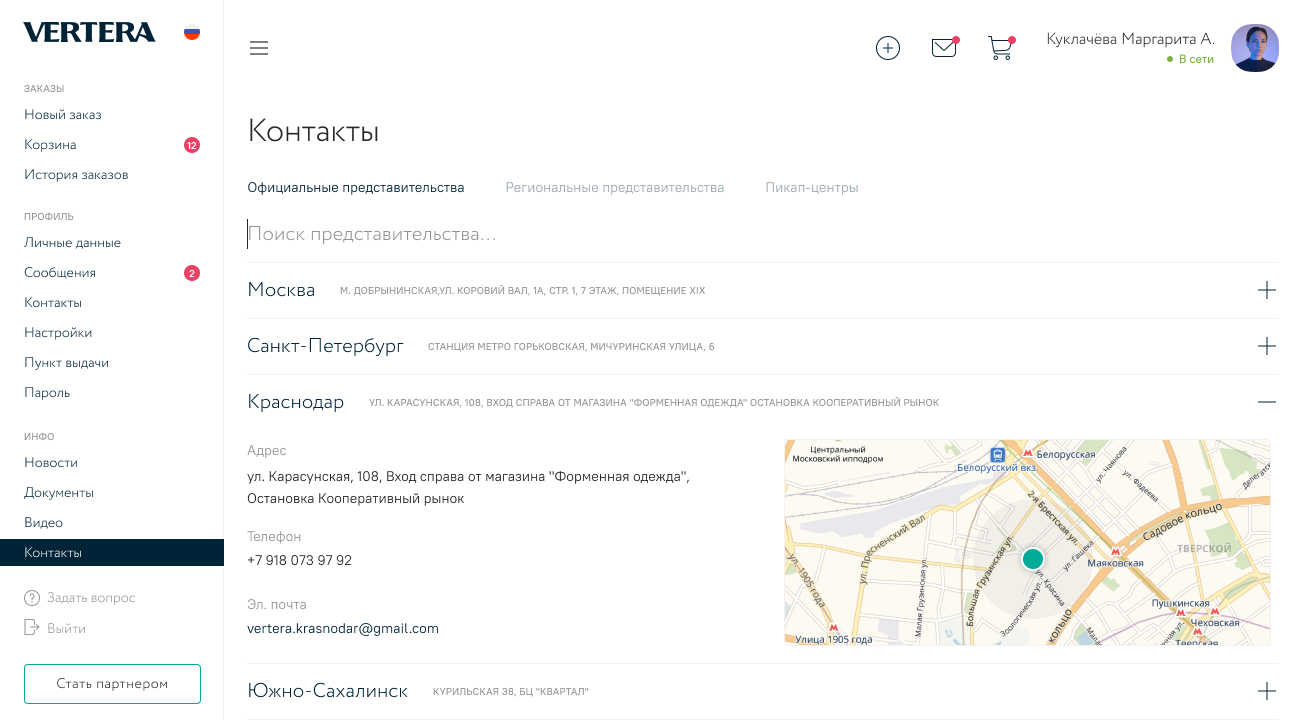 VERTERA
ЗАКАЗЫ
Новый заказ
Корзина
12
История заказов
ПРОФИЛЬ
Личные данные
Сообщения
2
Контакты
Настройки
Пункт выдачи
Пароль
ИНФО
Новости
Документы
Видео
Контакты
Задать вопрос
Выйти
Стать партнером
Куклачёва Маргарита А.
В сети
Контакты
Официальные представительства
Региональные представительства
Пикап-центры
Поиск представительства...
Москва
М. ДОБРЫНИНСКАЯ,УЛ. КОРОВИЙ ВАЛ, 1А, СТР. 1, 7 ЭТАЖ, ПОМЕЩЕНИЕ XIX
Санкт-Петербург
СТАНЦИЯ МЕТРО ГОРЬКОВСКАЯ, МИЧУРИНСКАЯ УЛИЦА, 6
Краснодар
УЛ. КАРАСУНСКАЯ, 108, ВХОД СПРАВА ОТ МАГАЗИНА "ФОРМЕННАЯ ОДЕЖДА" ОСТАНОВКА КООПЕРАТИВНЫЙ РЫНОК
Адрес
ул. Карасунская, 108, Вход справа от магазина "Форменная одежда",
Остановка Кооперативный рынок
Телефон
+7 918 073 97 92
Эл. почта
vertera.krasnodar@gmail.com
Центральный
Московский ипподром
Белорусский вкз.
Белорусская
ул. Чаянова
ул. Фадеева
Делегатск
2-я Брестская ул.
Садовое кольцо
ул. Пресненский Вал
ТВЕРСКОЙ
ул. Гашека
Маяковская
ул. 1905 года
Малая Грузинская ул.
Большая Грузинская ул.
ул. Красина
Зоологическая ул.
кольцо
Пушкинская
Чеховская
Малая
ская ул.
Тверская
Улица 1905 года
Южно-Сахалинск
КУРИЛЬСКАЯ 38, БЦ "КВАРТАЛ"